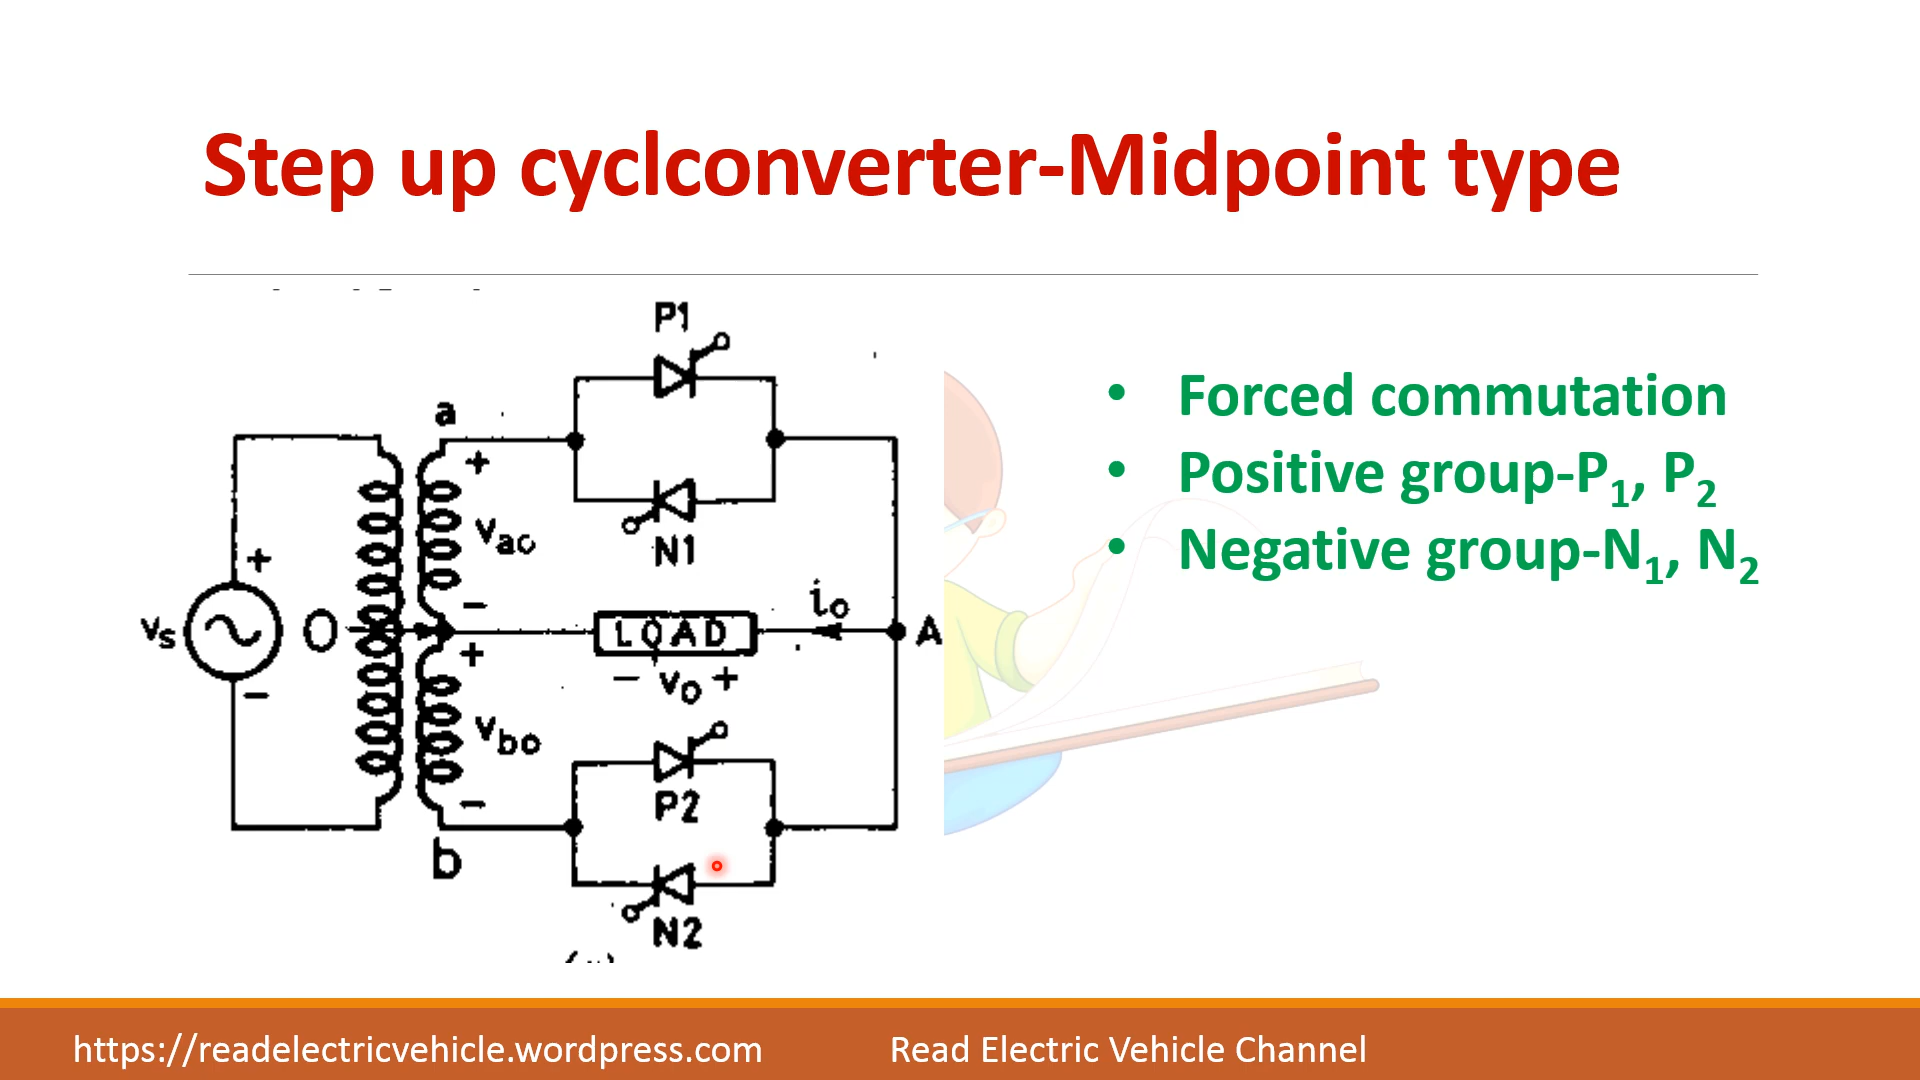 Step up cyclconverter-Midpoint type
P1
a
+
Vac
N1
+
-
io
Vs
O
LOAD
A
+
-
- vo +
Vbo
-
P2
b
N2
• Forced commutation
• Positive group-P1, P2
• Negative group-N1, N2
https://readelectricvehicle.wordpress.com
Read Electric Vehicle Channel